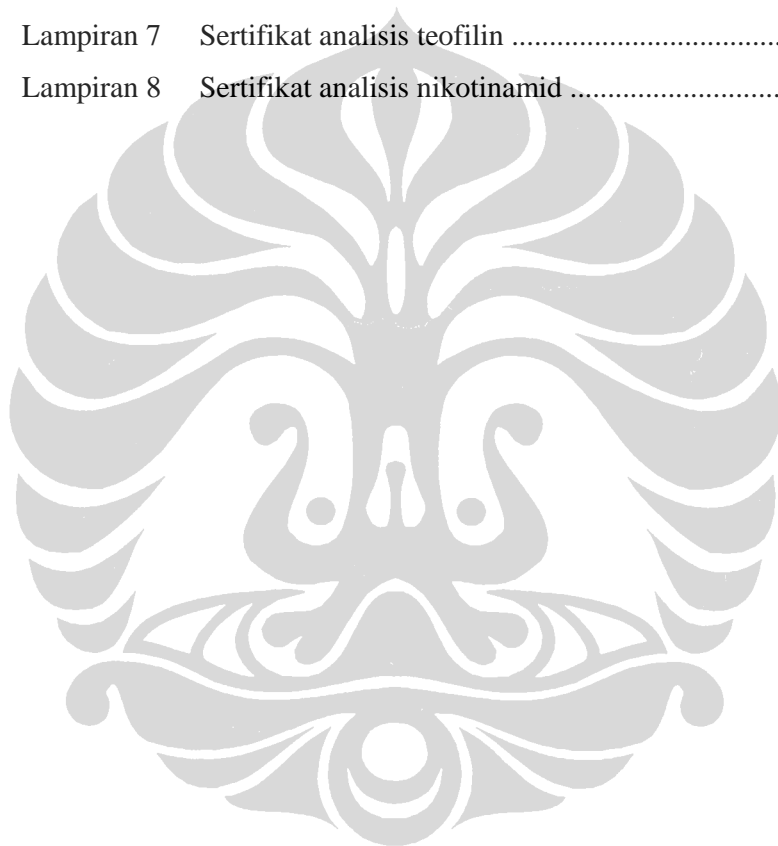 Lampiran 7 Sertifikat analisis teofilin ....................................
Lampiran 8 Sertifikat analisis nikotinamid ............................